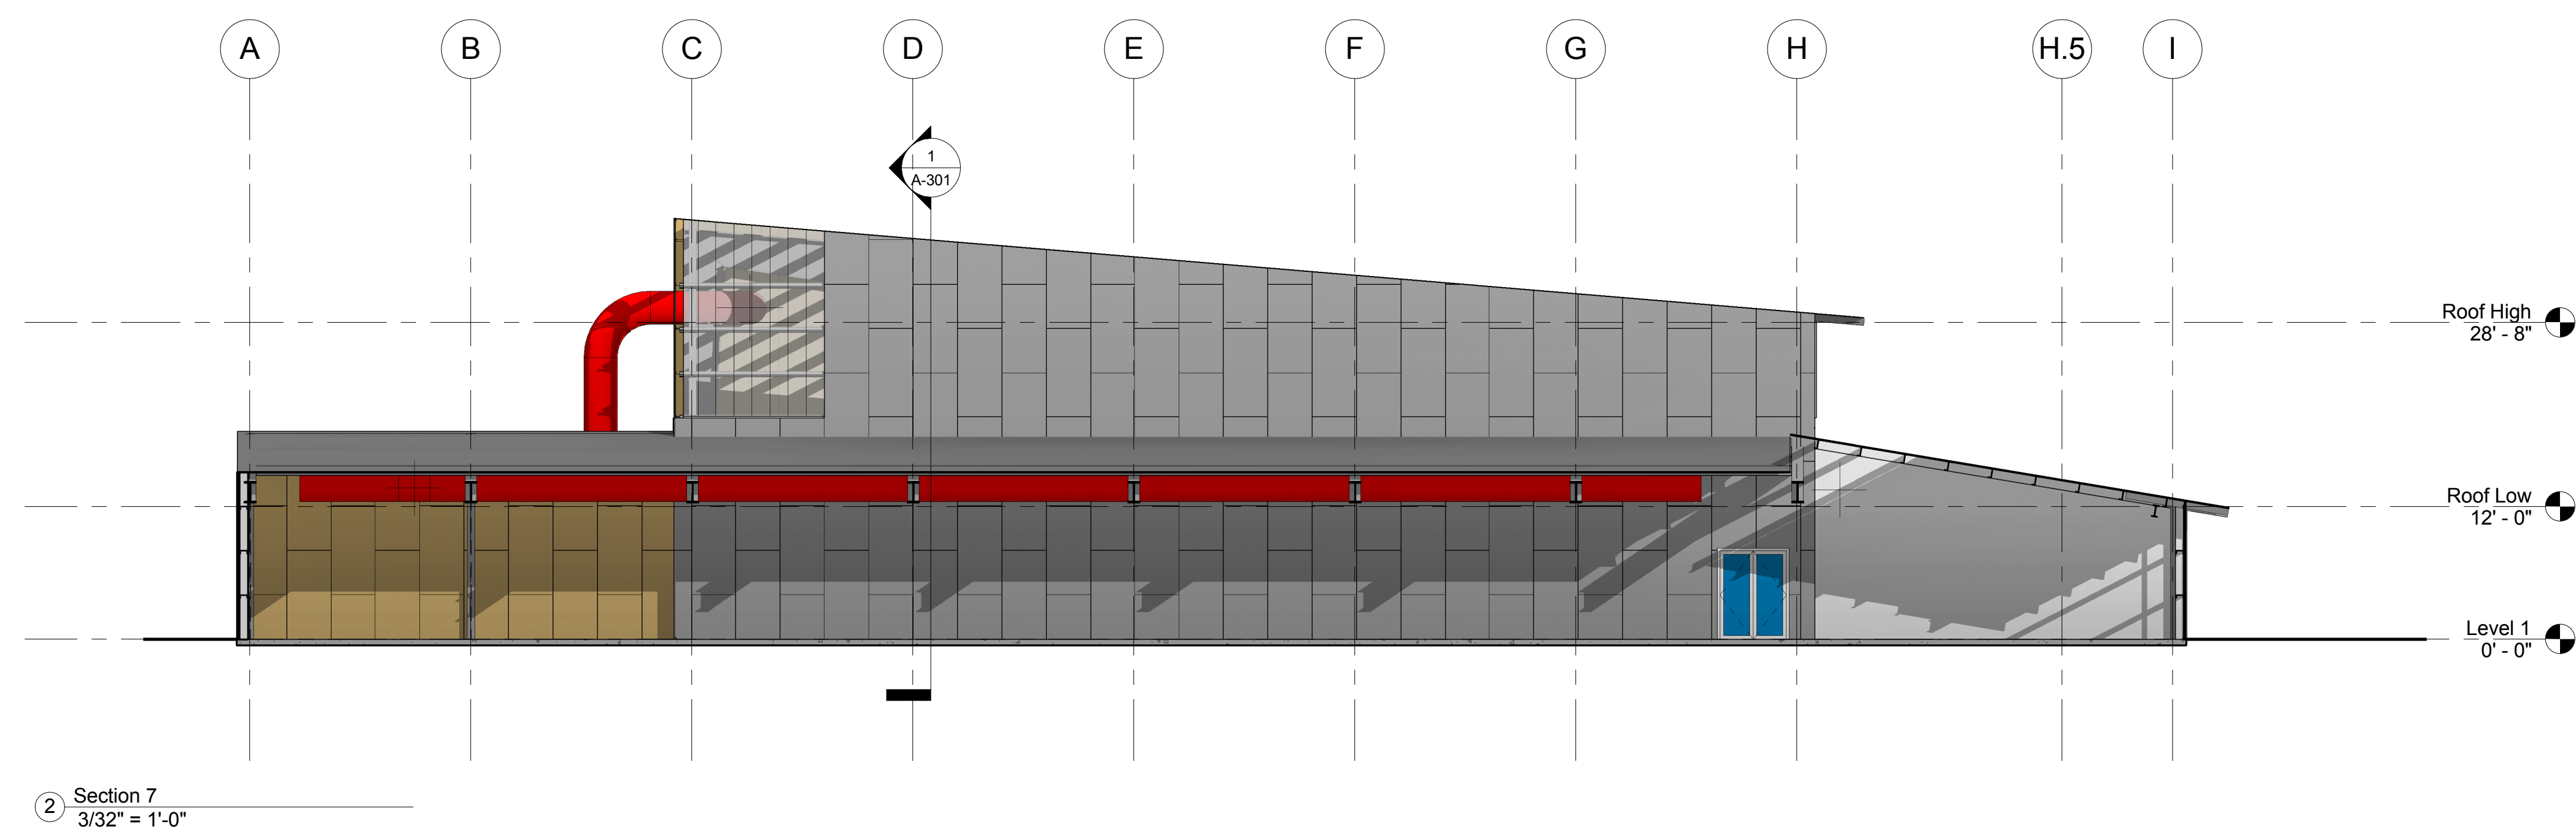 A B C D E F G H H.5 I
1
A-301
Roof High
28' - 8"
Roof Low
12' - 0"
Level 1
0' - 0"
2 Section 7
3/32" = 1'-0"